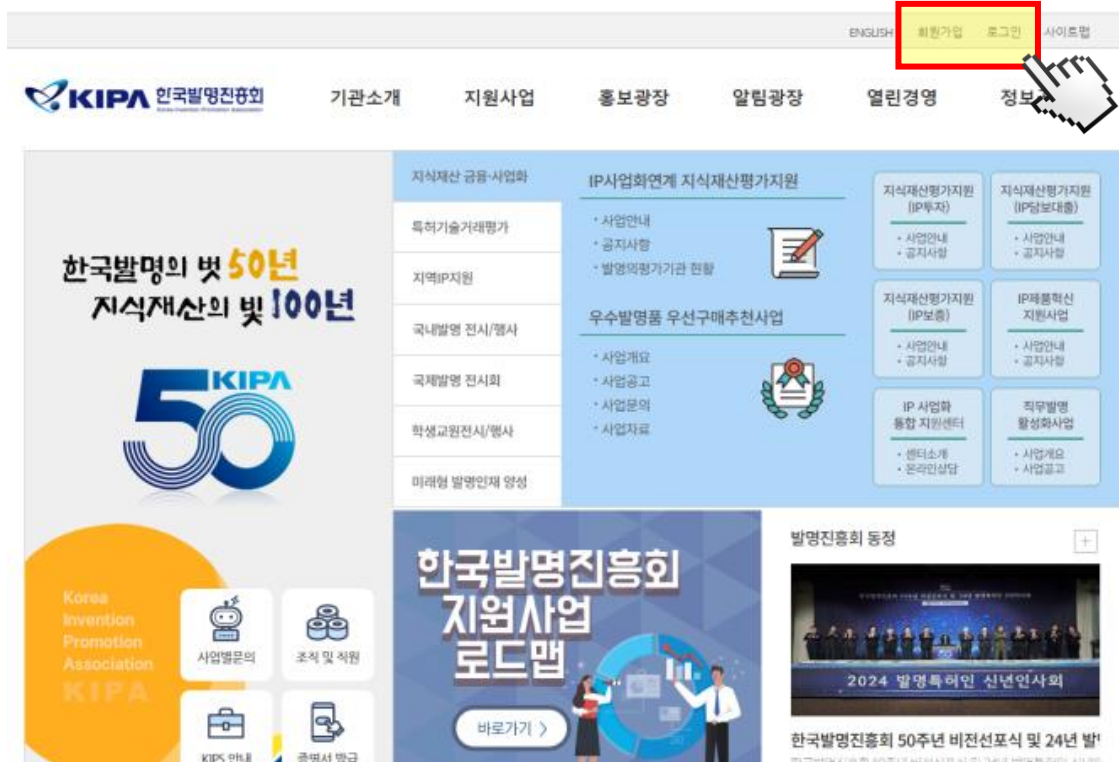 ENGLISH 회원가입 로그인 사이트맵
KIPA 한국발명진흥회
Korea Invention Promotion Association
기관소개 지원사업 홍보광장 알림광장 열린경영
한국발명의 벗 50년
지식재산의 빛 100년
KIPA
50
Korea
Invention
Promotion
Association
KIPA
사업별문의
조직 및 직원
KIPS 안내
증명서 발급
지식재산 금융·사업화
특허기술거래평가
지역IP지원
국내발명 전시/행사
국제발명 전시회
학생교원전시/행사
미래형 발명인재 양성
IP사업화연계 지식재산평가지원
· 사업안내
· 공지사항
· 발명의평가기관 현황
우수발명품 우선구매추천사업
· 사업개요
· 사업공고
· 사업문의
· 사업자료
지식재산평가지원
(IP투자)
• 사업안내
• 공지사항
지식재산평가지원
(IP담보대출)
• 사업안내
• 공지사항
지식재산평가지원
(IP보증)
• 사업안내
• 공지사항
IP제품혁신
지원사업
• 사업안내
• 공지사항
IP 사업화
통합 지원센터
• 센터소개
• 온라인상담
직무발명
활성화사업
• 사업개요
• 사업공고
한국발명진흥회
지원사업
로드맵
바로가기 >
발명진흥회 동정 +
2024 발명특허인 신년인사회
한국발명진흥회 50주년 비전선포식 및 24년